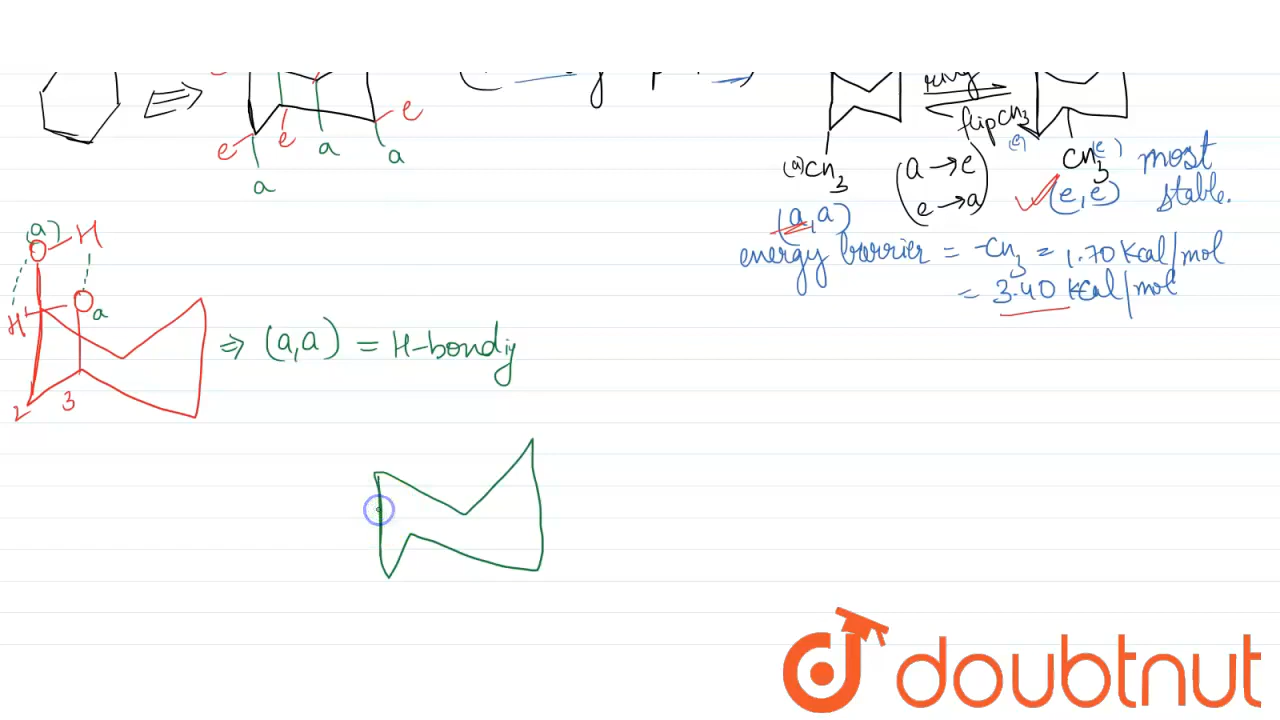 e
e
e
a
a
a
ring
flip
(a)CH3
CH3
(e)
CH3
(e)
(a → e
e → a)
(a,a)
(e,e)
most
stable.
energy barrier = -CH3 = 1.70 Kcal/mol
= 3.40 Kcal/mol
(a)
O-H
H
O
a
2
3
⇒ (a,a) = H-bondiy
doubtnut